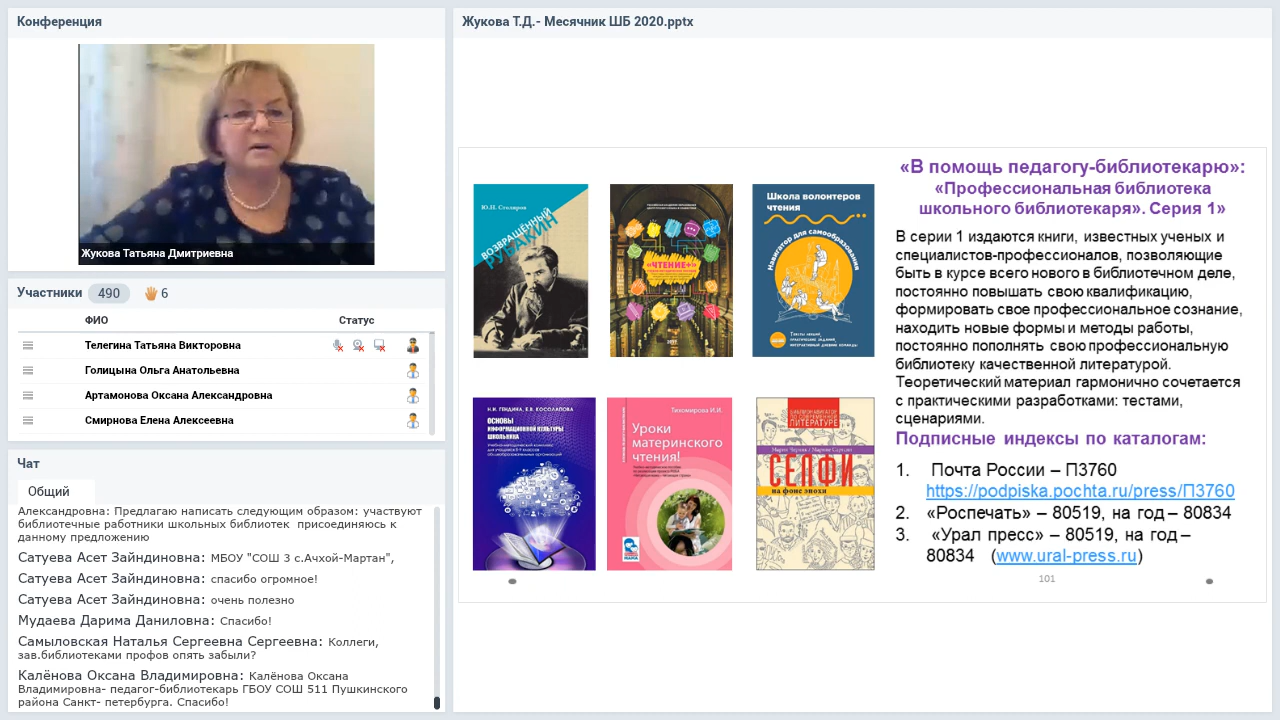 Конференция
Жукова Татьяна Дмитриевна
Участники 490 6
ФИО Статус
на Татьяна Викторовна
Голицына Ольга Анатольевна
Артамонова Оксана Александровна
Смирнова Елена Алексеевна
Чат
Общий
Александровна: Предлагаю написать следующим образом: участвуют
библиотечные работники школьных библиотек присоединяюсь к
данному предложению
Сатуева Асет Зайндиновна: МБОУ "СОШ 3 с.Ачхой-Мартан",
Сатуева Асет Зайндиновна: спасибо огромное!
Сатуева Асет Зайндиновна: очень полезно
Мудаева Дарима Даниловна: Спасибо!
Самыловская Наталья Сергеевна Сергеевна: Коллеги,
зав.библиотеками профов опять забыли?
Калёнова Оксана Владимировна: Калёнова Оксана
Владимировна- педагог-библиотекарь ГБОУ СОШ 511 Пушкинского
района Санкт- петербурга. Спасибо!
Жукова Т.Д.- Месячник ШБ 2020.pptx
Ю.Н. Столяров
ВОЗВРАЩЁННЫЙ
РУБАКИН
«ЧТЕНИЕ+»
2017
Школа волонтеров
чтения
Навигатор для самообразования
Н.И. ГЕНДИНА, Е.В. КОСОЛАПОВА
ОСНОВЫ
ИНФОРМАЦИОННОЙ КУЛЬТУРЫ
ШКОЛЬНИКА
Тихомирова И.И.
Уроки
материнского
чтения!
БИБЛИОНАВИГАТОР
ПО СОВРЕМЕННОЙ
ЛИТЕРАТУРЕ
СЕЛФИ
на фоне эпохи
«В помощь педагогу-библиотекарю»:
«Профессиональная библиотека
школьного библиотекаря». Серия 1»
В серии 1 издаются книги, известных ученых и
специалистов-профессионалов, позволяющие
быть в курсе всего нового в библиотечном деле,
постоянно повышать свою квалификацию,
формировать свое профессиональное сознание,
находить новые формы и методы работы,
постоянно пополнять свою профессиональную
библиотеку качественной литературой.
Теоретический материал гармонично сочетается
с практическими разработками: тестами,
сценариями.
Подписные индексы по каталогам:
1. Почта России – П3760
https://podpiska.pochta.ru/press/П3760
2. «Роспечать» – 80519, на год – 80834
3. «Урал пресс» – 80519, на год –
80834 (www.ural-press.ru)
101